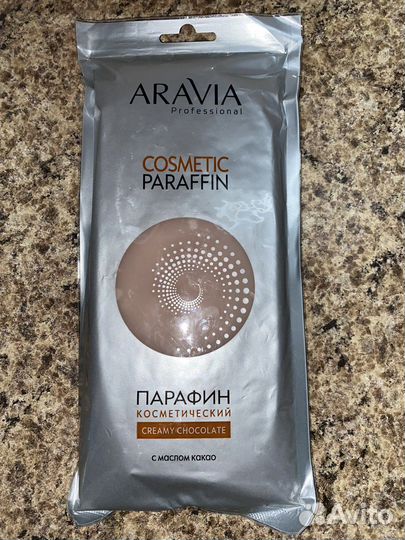 ARAVIA
Professional
COSMETIC
PARAFFIN
ПАРАФИН
КОСМЕТИЧЕСКИЙ
CREAMY CHOCOLATE
с маслом какао
Avito